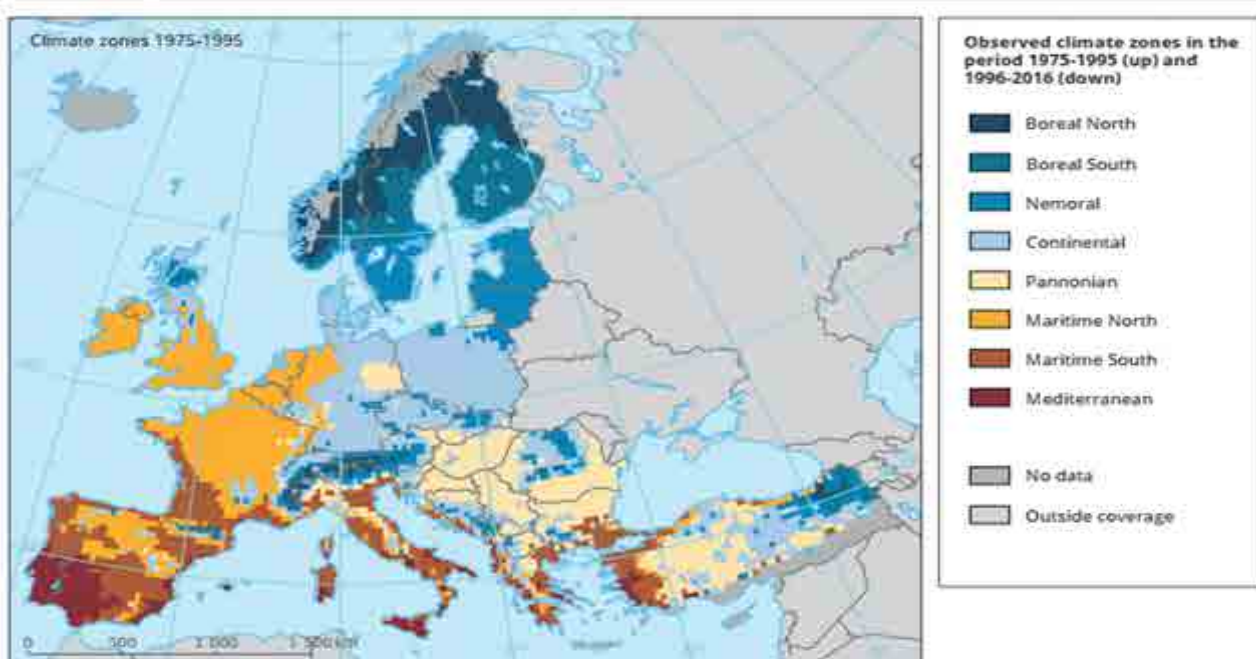 Climate zones 1975-1995
Observed climate zones in the
period 1975-1995 (up) and
1996-2016 (down)
Boreal North
Boreal South
Nemoral
Continental
Pannonian
Maritime North
Maritime South
Mediterranean
No data
Outside coverage
0 500 1 000 1 500 km